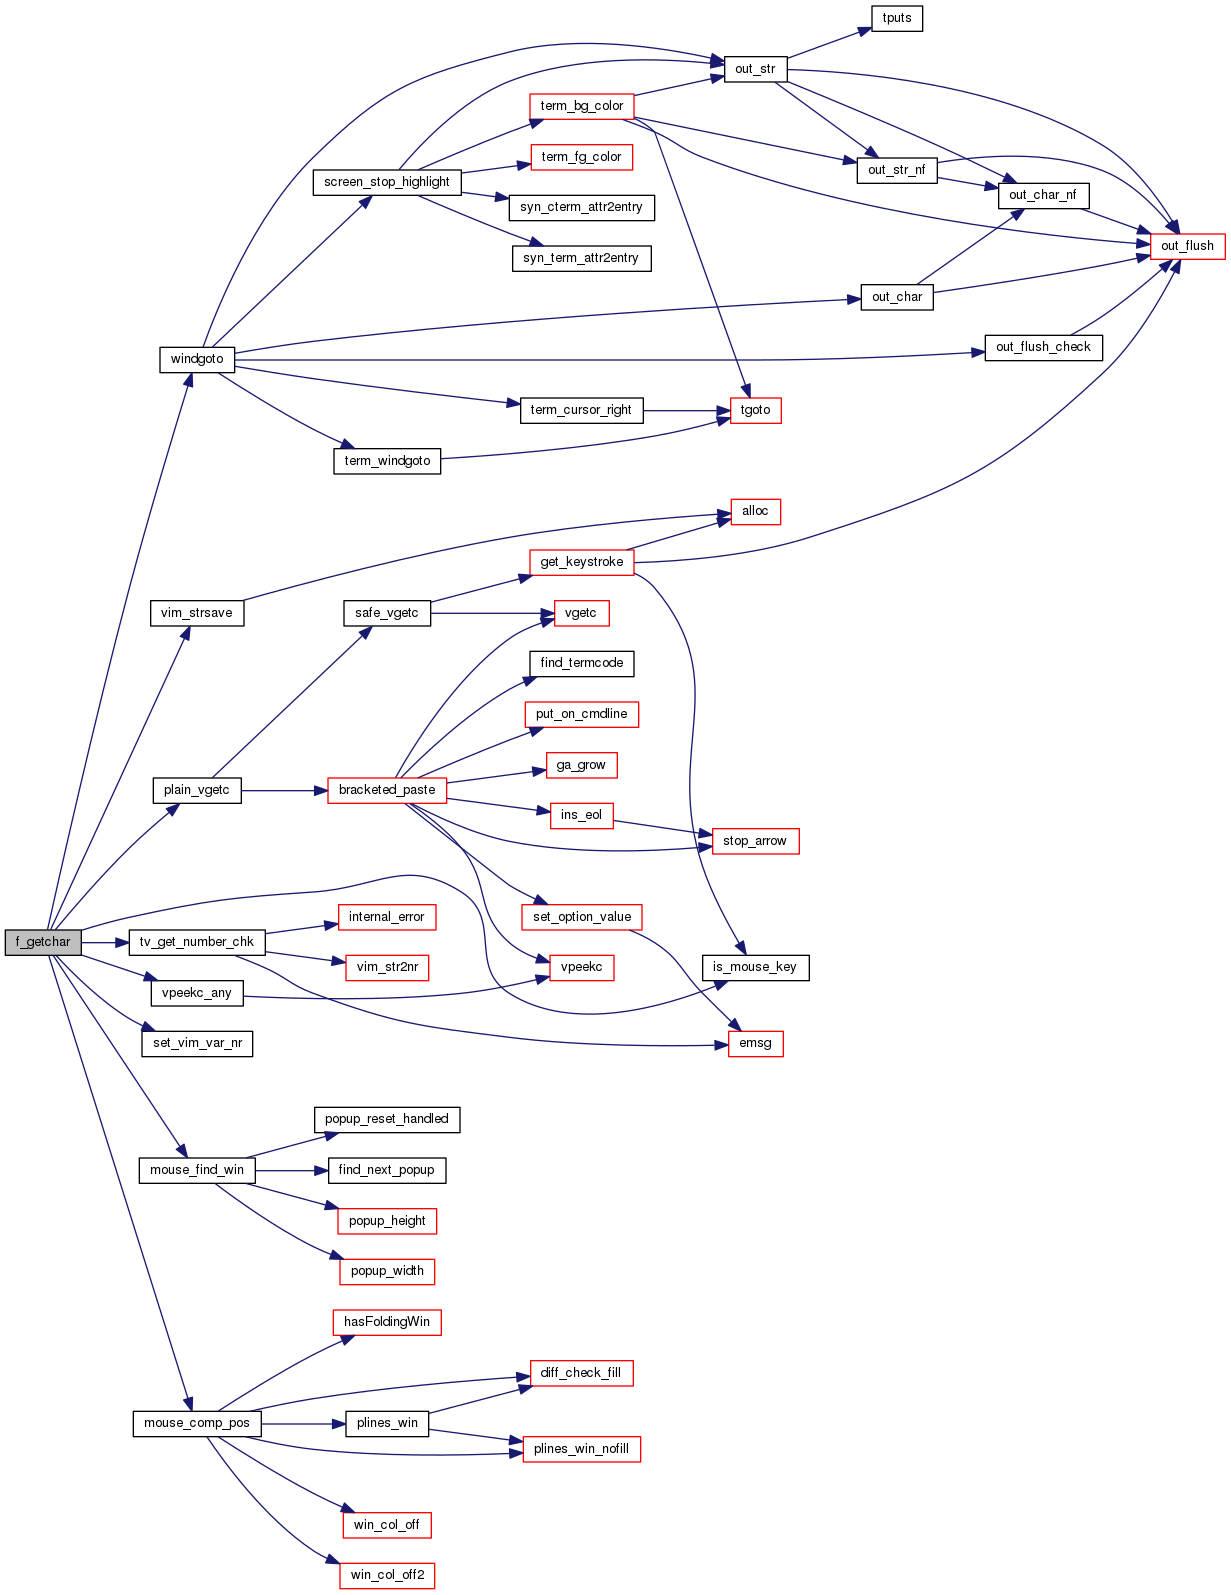 tputs
out_str
term_bg_color
term_fg_color
out_str_nf
screen_stop_highlight
out_char_nf
syn_cterm_attr2entry
out_flush
syn_term_attr2entry
out_char
out_flush_check
windgoto
term_cursor_right
tgoto
term_windgoto
alloc
get_keystroke
vim_strsave
safe_vgetc
vgetc
find_termcode
put_on_cmdline
ga_grow
plain_vgetc
bracketed_paste
ins_eol
stop_arrow
internal_error
set_option_value
f_getchar
tv_get_number_chk
vim_str2nr
vpeekc
is_mouse_key
vpeekc_any
set_vim_var_nr
emsg
popup_reset_handled
mouse_find_win
find_next_popup
popup_height
popup_width
hasFoldingWin
diff_check_fill
mouse_comp_pos
plines_win
plines_win_nofill
win_col_off
win_col_off2